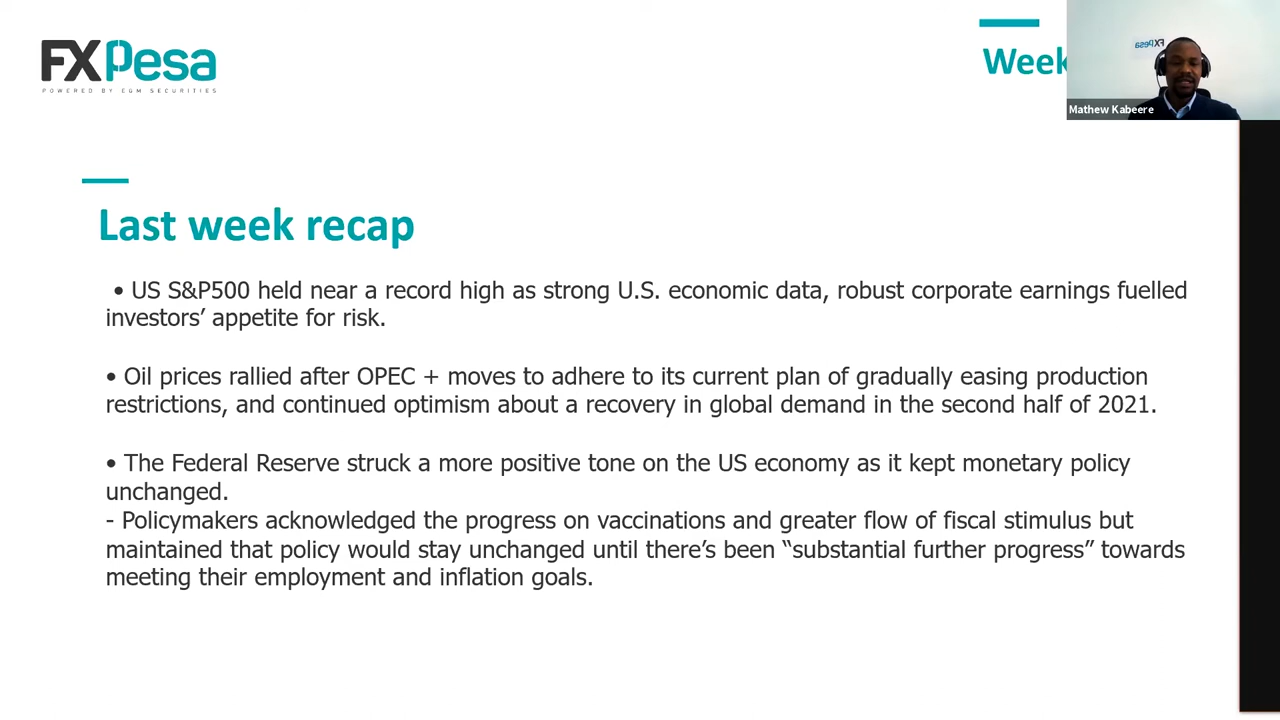 FXPesa
POWERED BY EGM SECURITIES
Week
FXPesa
Mathew Kabeere
Last week recap
• US S&P500 held near a record high as strong U.S. economic data, robust corporate earnings fuelled
investors’ appetite for risk.
• Oil prices rallied after OPEC + moves to adhere to its current plan of gradually easing production
restrictions, and continued optimism about a recovery in global demand in the second half of 2021.
• The Federal Reserve struck a more positive tone on the US economy as it kept monetary policy
unchanged.
- Policymakers acknowledged the progress on vaccinations and greater flow of fiscal stimulus but
maintained that policy would stay unchanged until there’s been “substantial further progress” towards
meeting their employment and inflation goals.